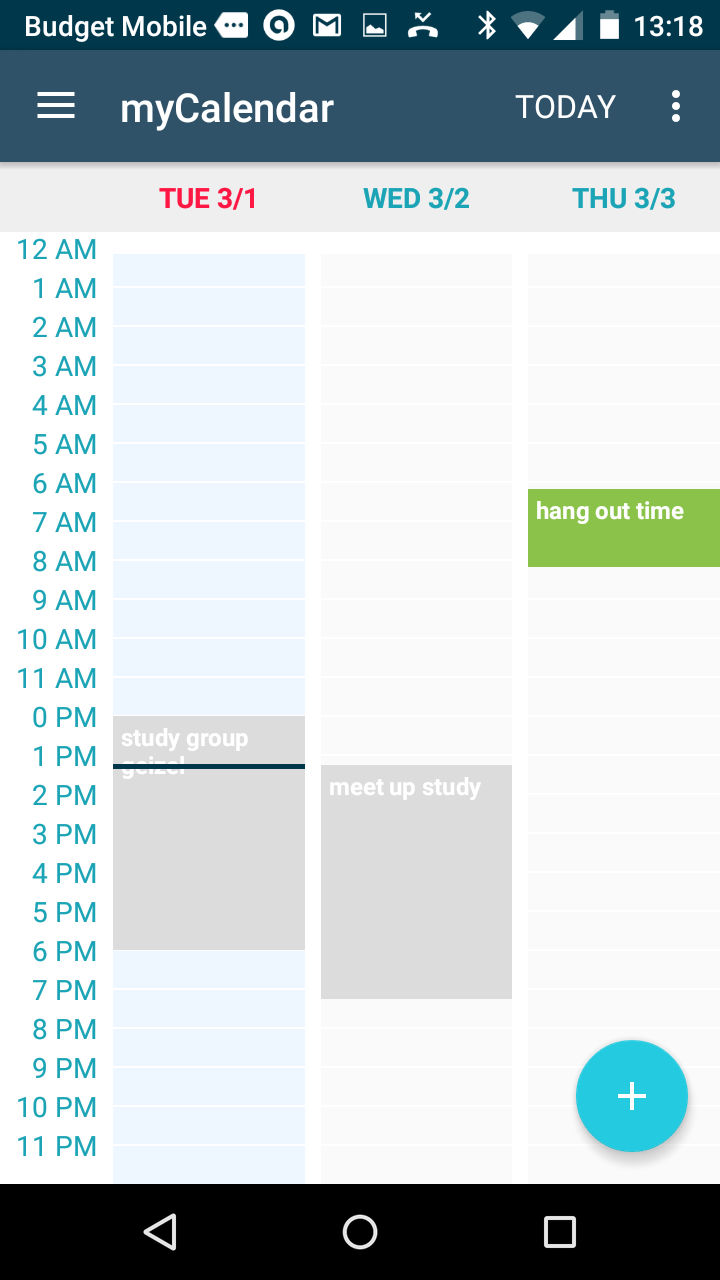 Budget Mobile 13:18
myCalendar TODAY
TUE 3/1 WED 3/2 THU 3/3
12 AM
1 AM
2 AM
3 AM
4 AM
5 AM
6 AM
hang out time
7 AM
8 AM
9 AM
10 AM
11 AM
0 PM
study group
1 PM
geizel
meet up study
2 PM
3 PM
4 PM
5 PM
6 PM
7 PM
8 PM
9 PM
10 PM
11 PM